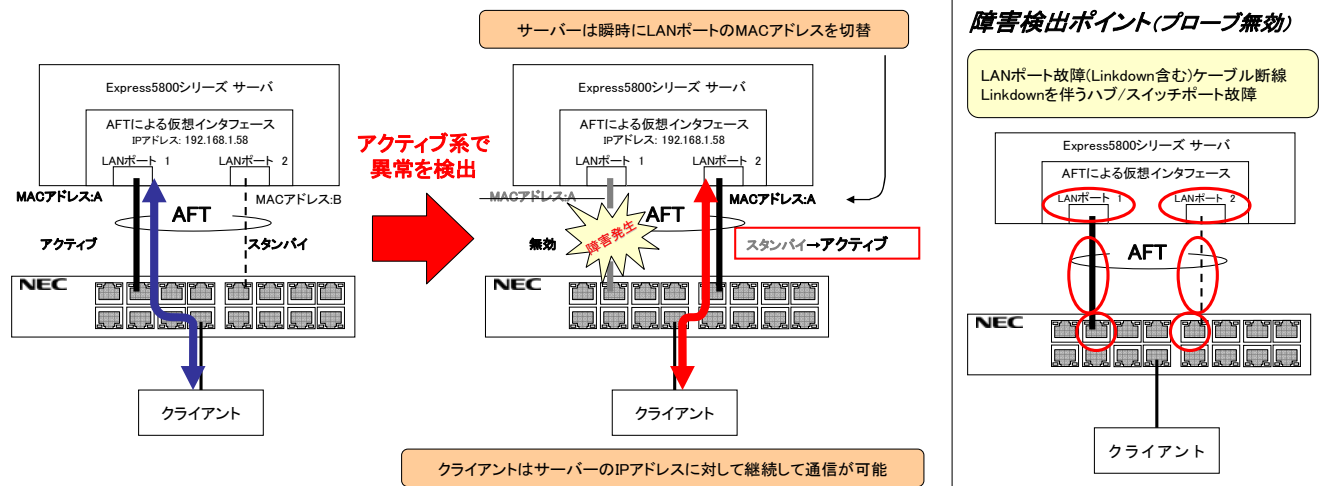 サーバーは瞬時にLANポートのMACアドレスを切替
Express5800シリーズ サーバ
AFTによる仮想インタフェース
IPアドレス: 192.168.1.58
LANポート 1
LANポート 2
MACアドレス:A
MACアドレス:B
AFT
アクティブ
スタンバイ
NEC
クライアント
アクティブ系で
異常を検出
Express5800シリーズ サーバ
AFTによる仮想インタフェース
IPアドレス: 192.168.1.58
LANポート 1
LANポート 2
MACアドレス:A
MACアドレス:A
AFT
障害発生
無効
スタンバイ→アクティブ
NEC
クライアント
クライアントはサーバーのIPアドレスに対して継続して通信が可能
障害検出ポイント(プローブ無効)
LANポート故障(Linkdown含む)ケーブル断線
Linkdownを伴うハブ/スイッチポート故障
Express5800シリーズ サーバ
AFTによる仮想インタフェース
LANポート 1
LANポート 2
AFT
NEC
クライアント